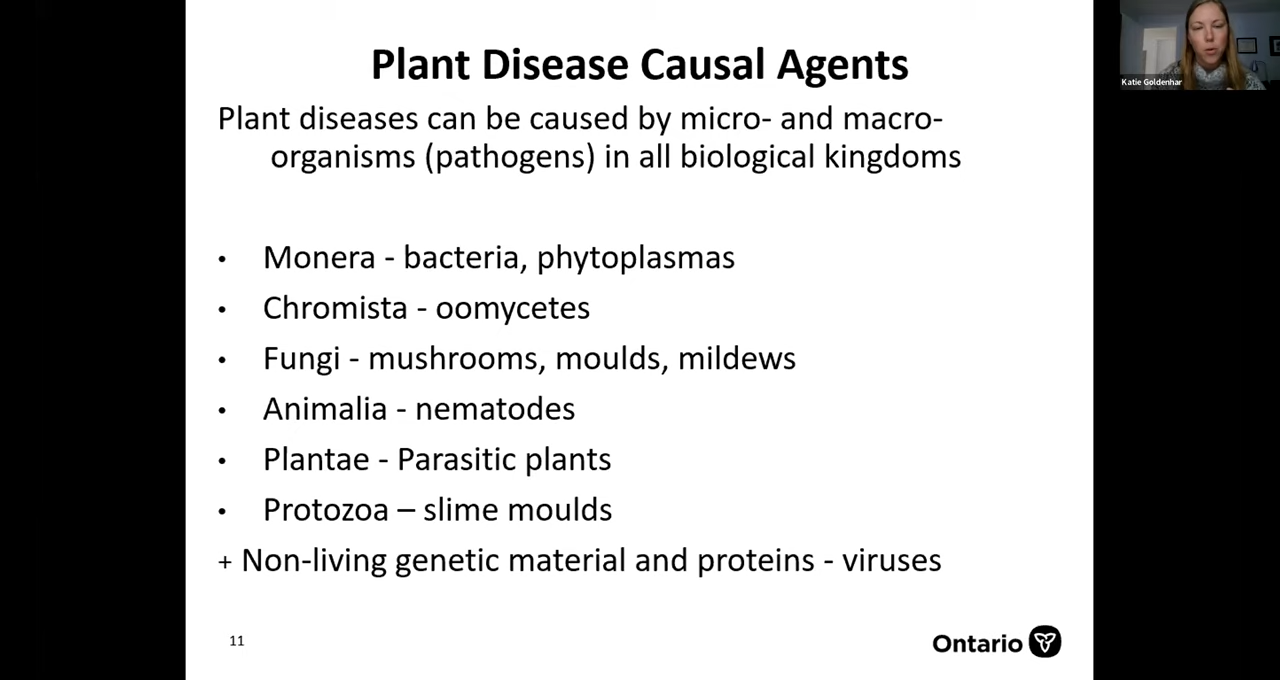 Plant Disease Causal Agents
Katie Goldenhar
Plant diseases can be caused by micro- and macro-
organisms (pathogens) in all biological kingdoms
• Monera - bacteria, phytoplasmas
• Chromista - oomycetes
• Fungi - mushrooms, moulds, mildews
• Animalia - nematodes
• Plantae - Parasitic plants
• Protozoa – slime moulds
+ Non-living genetic material and proteins - viruses
11
Ontario